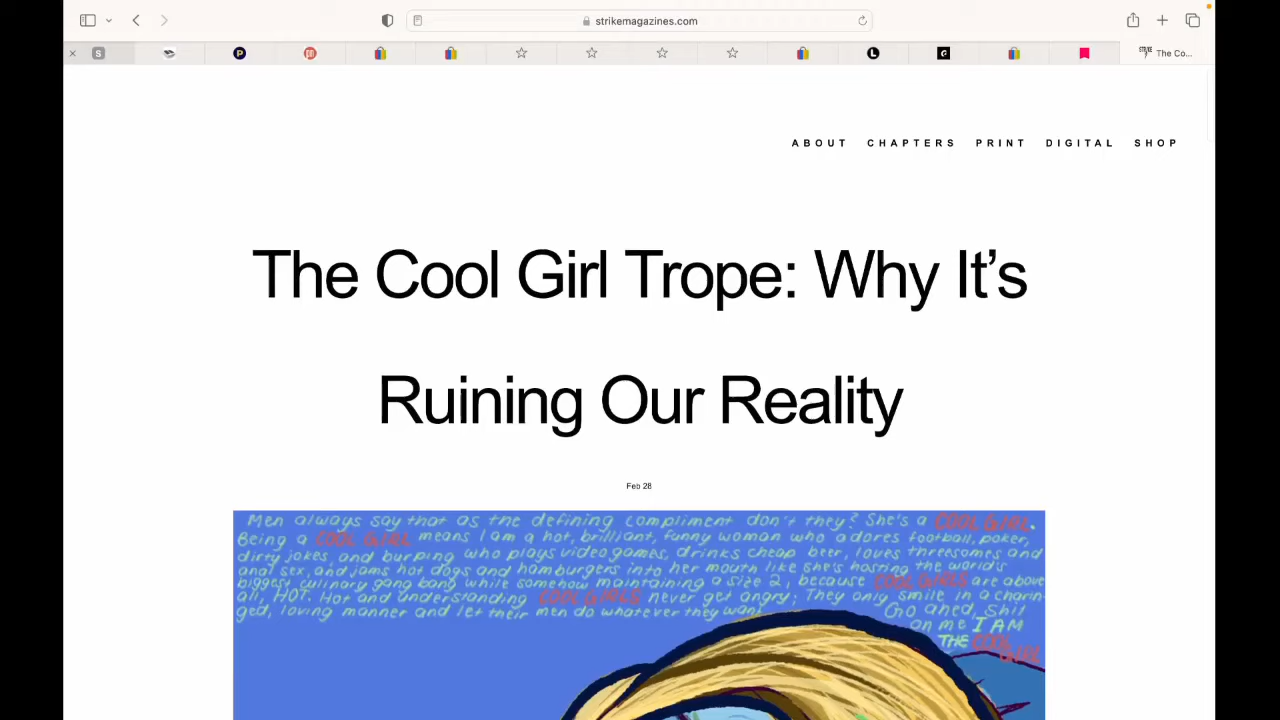 strikemagazines.com
S
P
L
G
STRIKE
The Co...
ABOUT CHAPTERS PRINT DIGITAL SHOP
The Cool Girl Trope: Why It’s
Ruining Our Reality
Feb 28
Men always say that as the defining compliment don't they? She's a COOL GIRL.
Being a COOL GIRL means I am a hot, brilliant, funny woman who adores football, poker,
dirty jokes, and burping who plays video games, drinks cheap beer, loves threesomes and
anal sex, and jams hot dogs and hamburgers into her mouth like she's hosting the world's
biggest culinary gang bang while somehow maintaining a size 2, because COOL GIRLS are above
all, HOT. Hot and understanding COOL GIRLS never get angry; They only smile in a charin-
ged, loving manner and let their men do whatever they want.
Go ahed, shit
on me I AM
THE COOL
GIRL